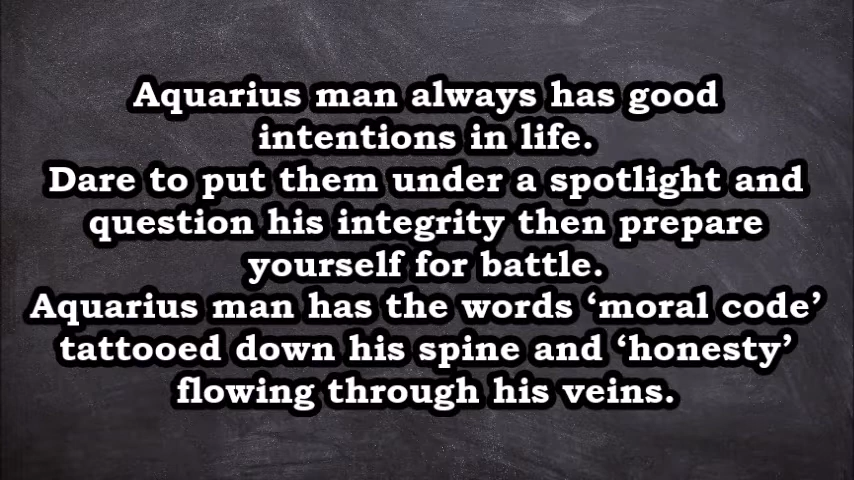 Aquarius man always has good
intentions in life.
Dare to put them under a spotlight and
question his integrity then prepare
yourself for battle.
Aquarius man has the words ‘moral code’
tattooed down his spine and ‘honesty’
flowing through his veins.